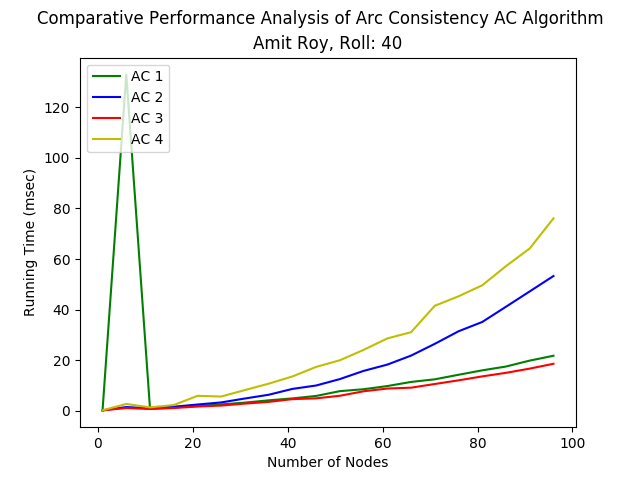 Comparative Performance Analysis of Arc Consistency AC Algorithm
Amit Roy, Roll: 40
AC 1
AC 2
AC 3
AC 4
Running Time (msec)
120
100
80
60
40
20
0
0 20 40 60 80 100
Number of Nodes